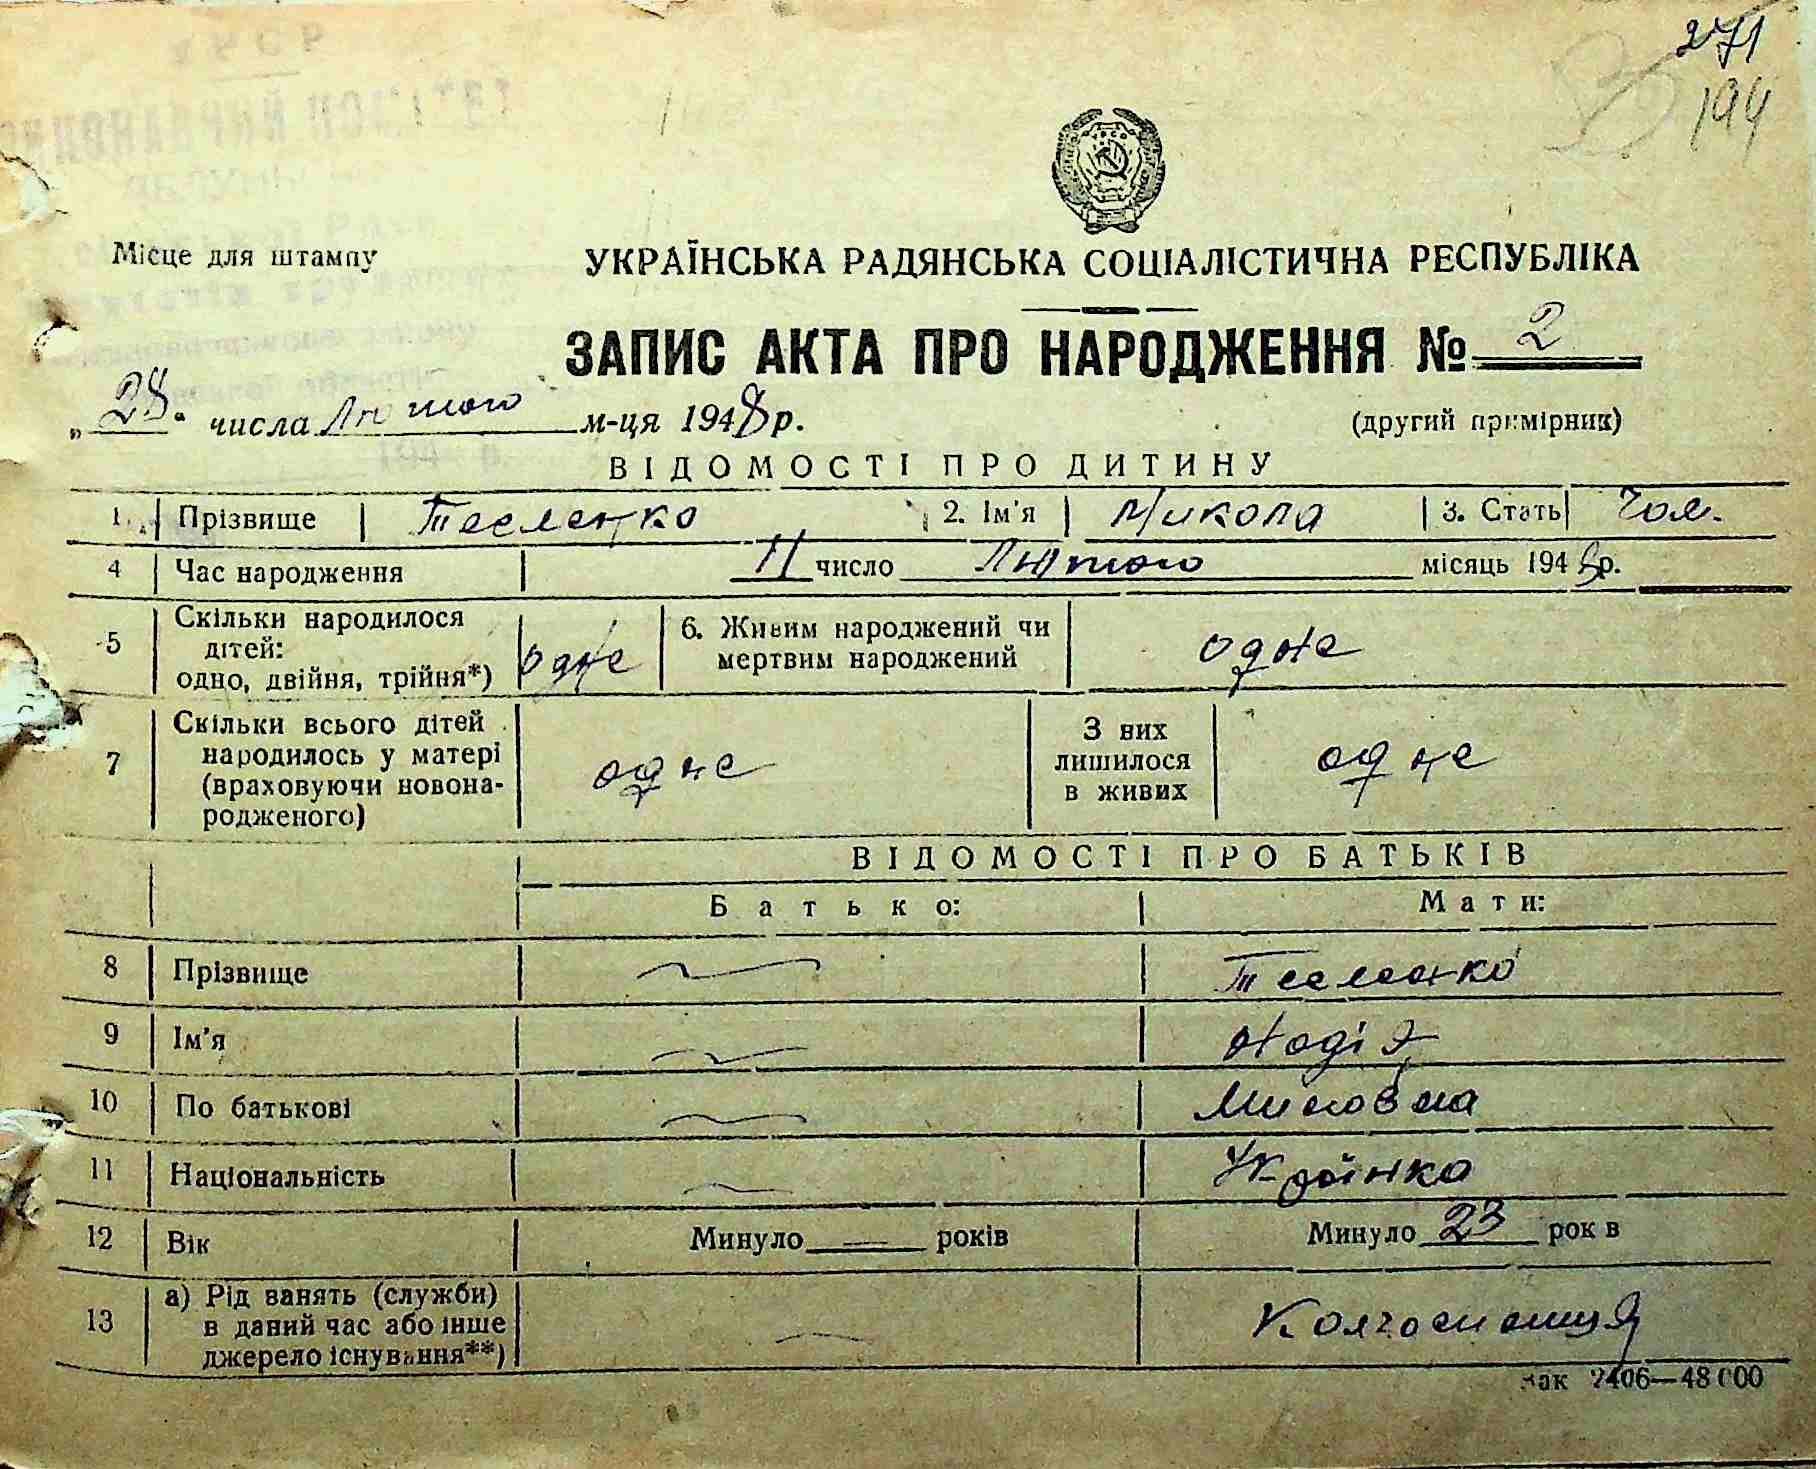 271
194
Місце для штампу
УКРАЇНСЬКА РАДЯНСЬКА СОЦІАЛІСТИЧНА РЕСПУБЛІКА
ЗАПИС АКТА ПРО НАРОДЖЕННЯ № 2
„28“ числа Лютого м-ця 1948 р.
(другий примірник)
ВІДОМОСТІ ПРО ДИТИНУ
1. Прізвище Тесленко 2. Ім'я Микола 3. Стать Чол.
4 Час народження 11 число Лютого місяць 1948 р.
5 Скільки народилося дітей: одно, двійня, трійня*) одне 6. Живим народжений чи мертвим народжений одне
7 Скільки всього дітей народилось у матері (враховуючи новонародженого) одне З них лишилося в живих одне
ВІДОМОСТІ ПРО БАТЬКІВ
Батько: Мати:
8 Прізвище — Тесленко
9 Ім'я — Надія
10 По батькові —
11 Національність — Українка
12 Вік Минуло — років Минуло 23 рок в
13 а) Рід занять (служби) в даний час або інше джерело існування**) — Колгоспниця
Зак 2406—48000